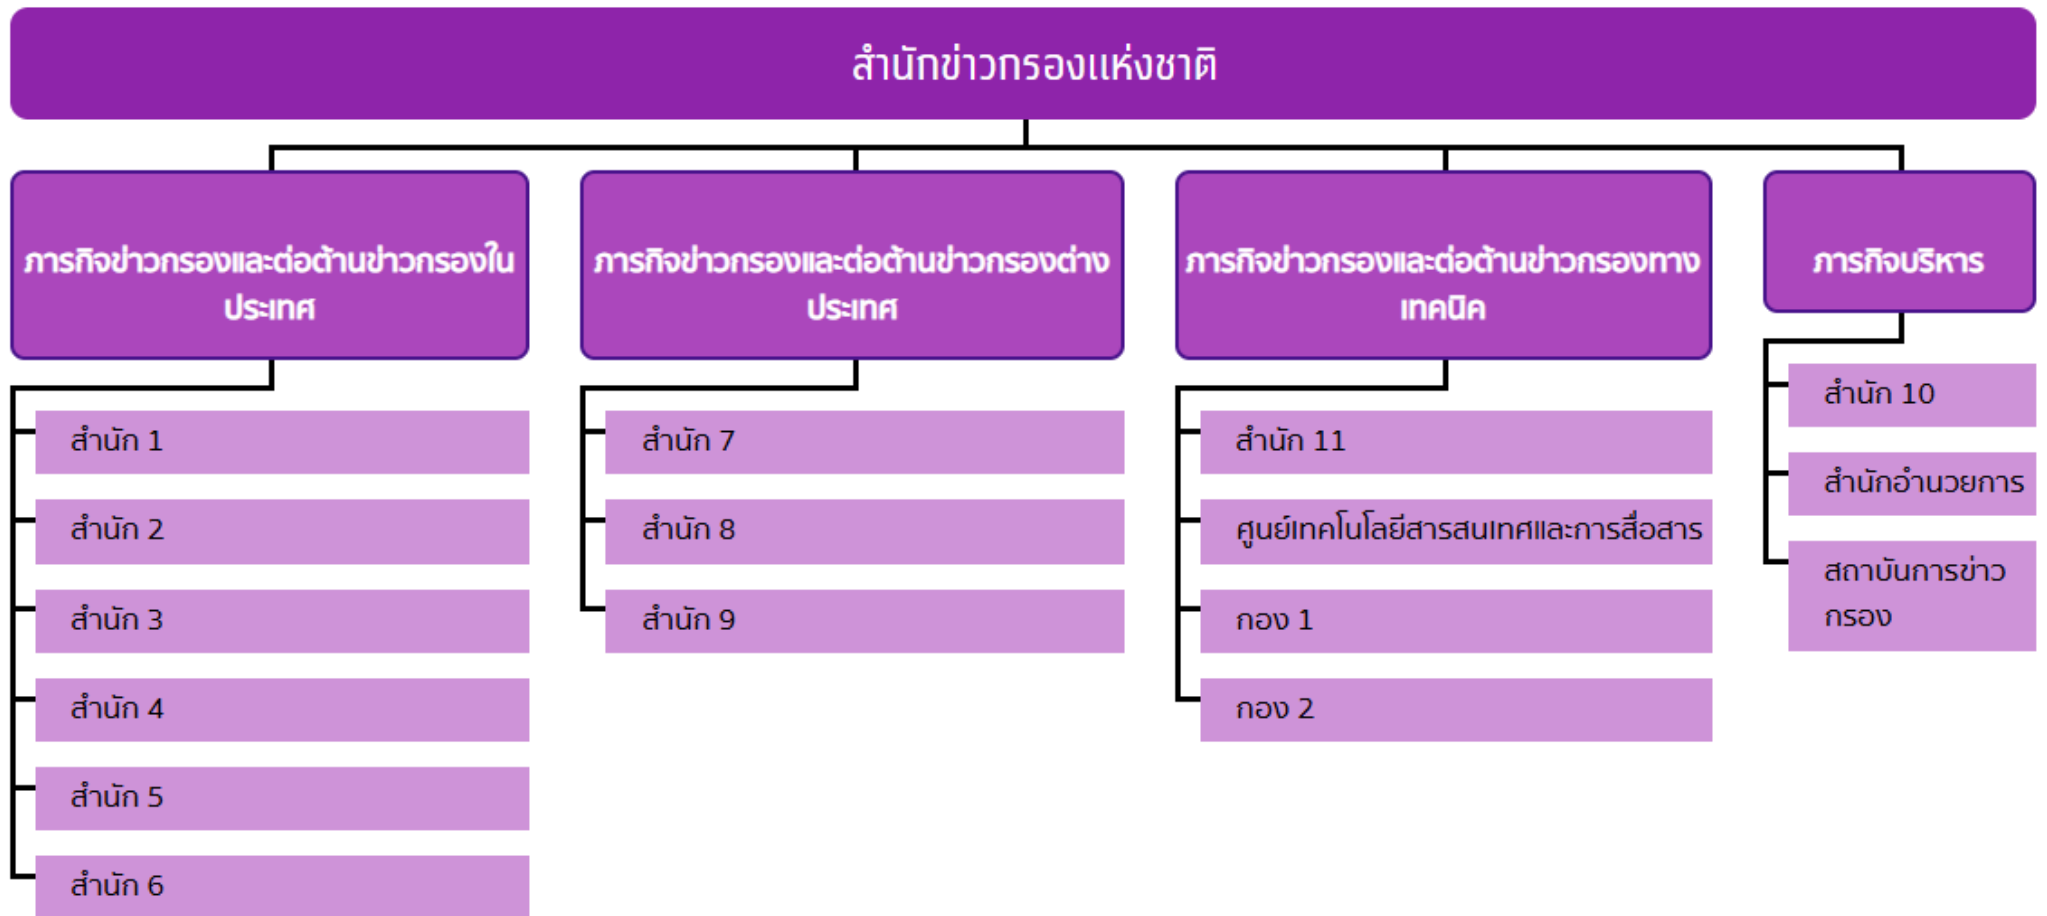 สำนักข่าวกรองแห่งชาติ
ภารกิจข่าวกรองและต่อต้านข่าวกรองใน
ประเทศ
สำนัก 1
สำนัก 2
สำนัก 3
สำนัก 4
สำนัก 5
สำนัก 6
ภารกิจข่าวกรองและต่อต้านข่าวกรองต่าง
ประเทศ
สำนัก 7
สำนัก 8
สำนัก 9
ภารกิจข่าวกรองและต่อต้านข่าวกรองทาง
เทคนิค
สำนัก 11
ศูนย์เทคโนโลยีสารสนเทศและการสื่อสาร
กอง 1
กอง 2
ภารกิจบริหาร
สำนัก 10
สำนักอำนวยการ
สถาบันการข่าว
กรอง